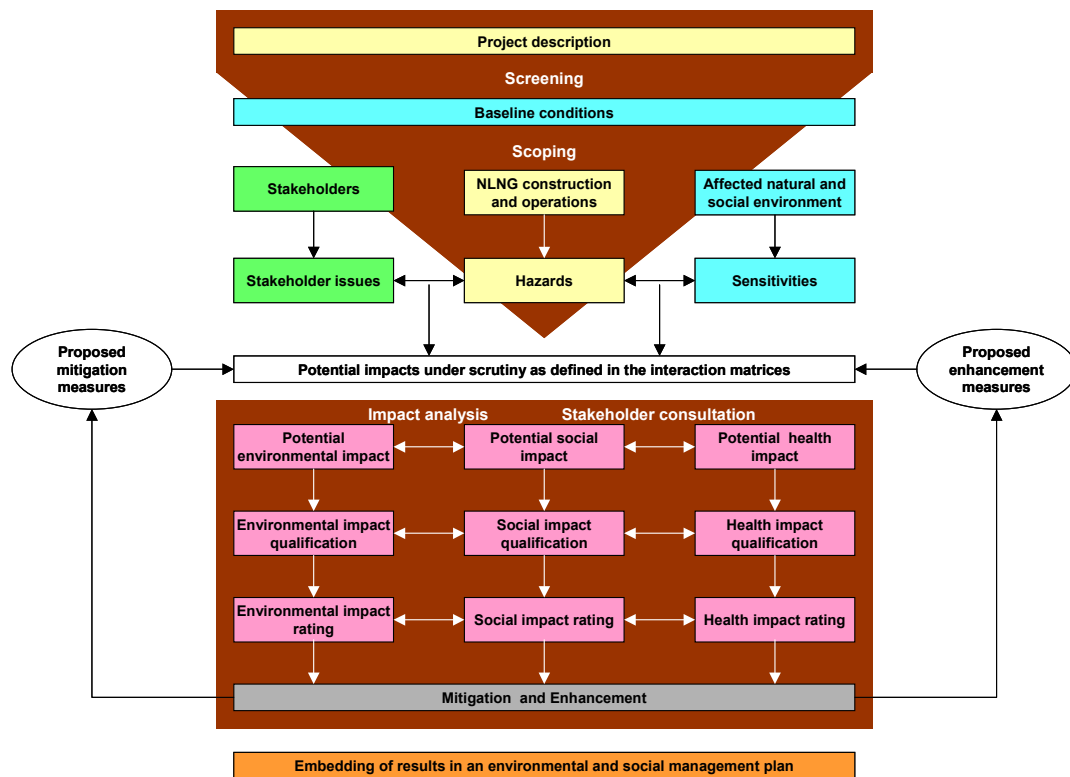 Project description
Screening
Baseline conditions
Scoping
Stakeholders
NLNG construction
and operations
Affected natural and
social environment
Stakeholder issues
Hazards
Sensitivities
Proposed
mitigation
measures
Potential impacts under scrutiny as defined in the interaction matrices
Proposed
enhancement
measures
Impact analysis
Stakeholder consultation
Potential
environmental impact
Potential social
impact
Potential health
impact
Environmental impact
qualification
Social impact
qualification
Health impact
qualification
Environmental impact
rating
Social impact rating
Health impact rating
Mitigation and Enhancement
Embedding of results in an environmental and social management plan